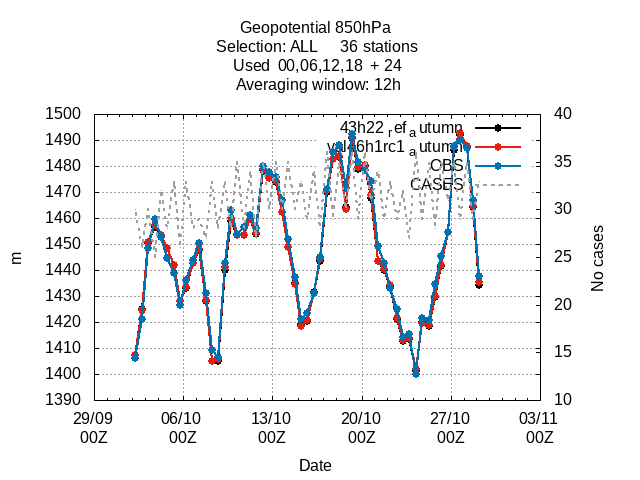 Geopotential 850hPa
Selection: ALL 36 stations
Used 00,06,12,18 + 24
Averaging window: 12h
1500
1490
1480
1470
1460
1450
1440
1430
1420
1410
1400
1390
m
40
35
30
25
20
15
10
No cases
43h22ref autumn
OBS
CASES
29/09 06/10 13/10 20/10 27/10 03/11
00Z 00Z 00Z 00Z 00Z 00Z
Date